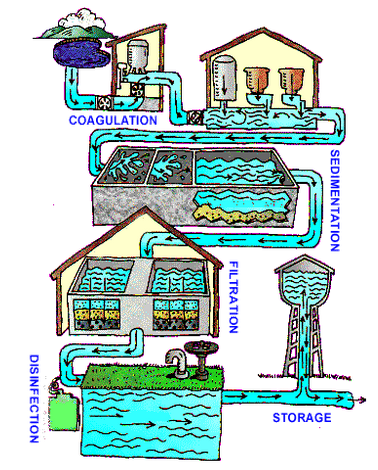 COAGULATION
SEDIMENTATION
FILTRATION
DISINFECTION
STORAGE